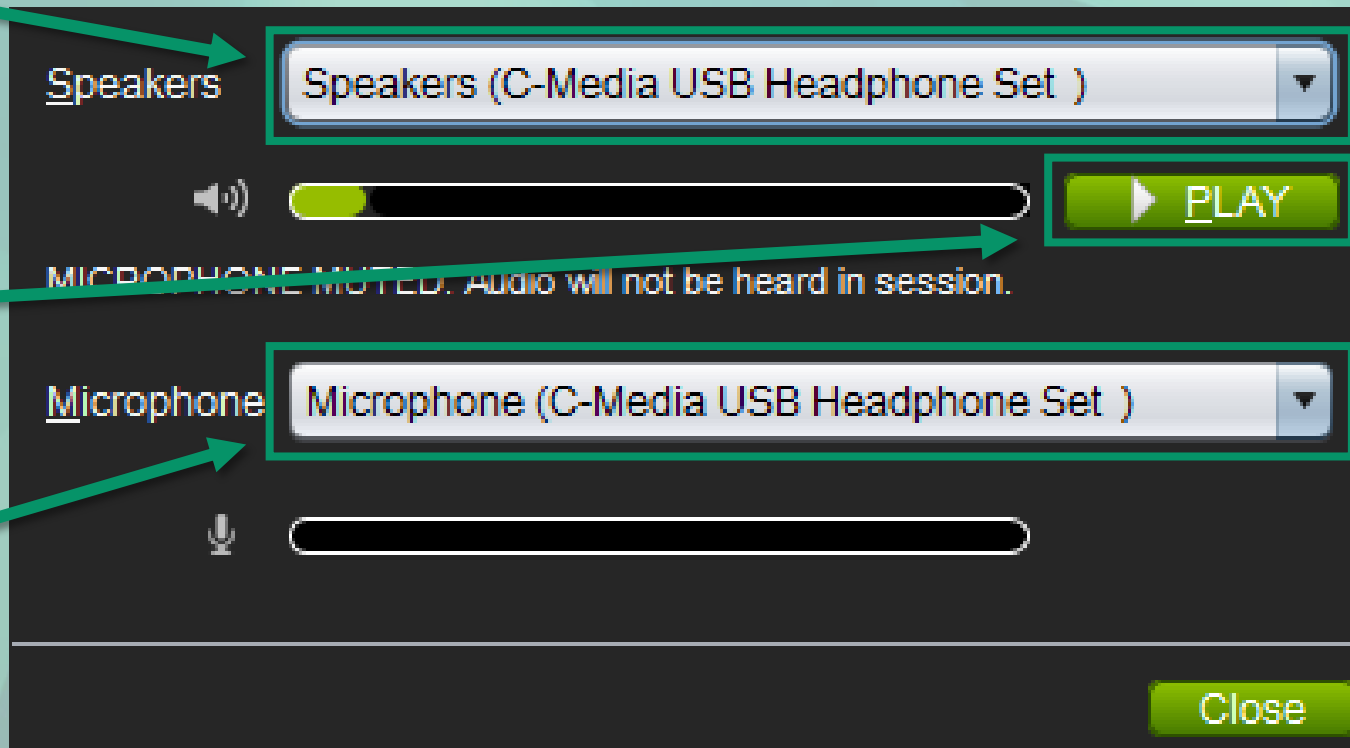 Speakers
Speakers (C-Media USB Headphone Set )
PLAY
MICROPHONE MUTED. Audio will not be heard in session.
Microphone
Microphone (C-Media USB Headphone Set )
Close